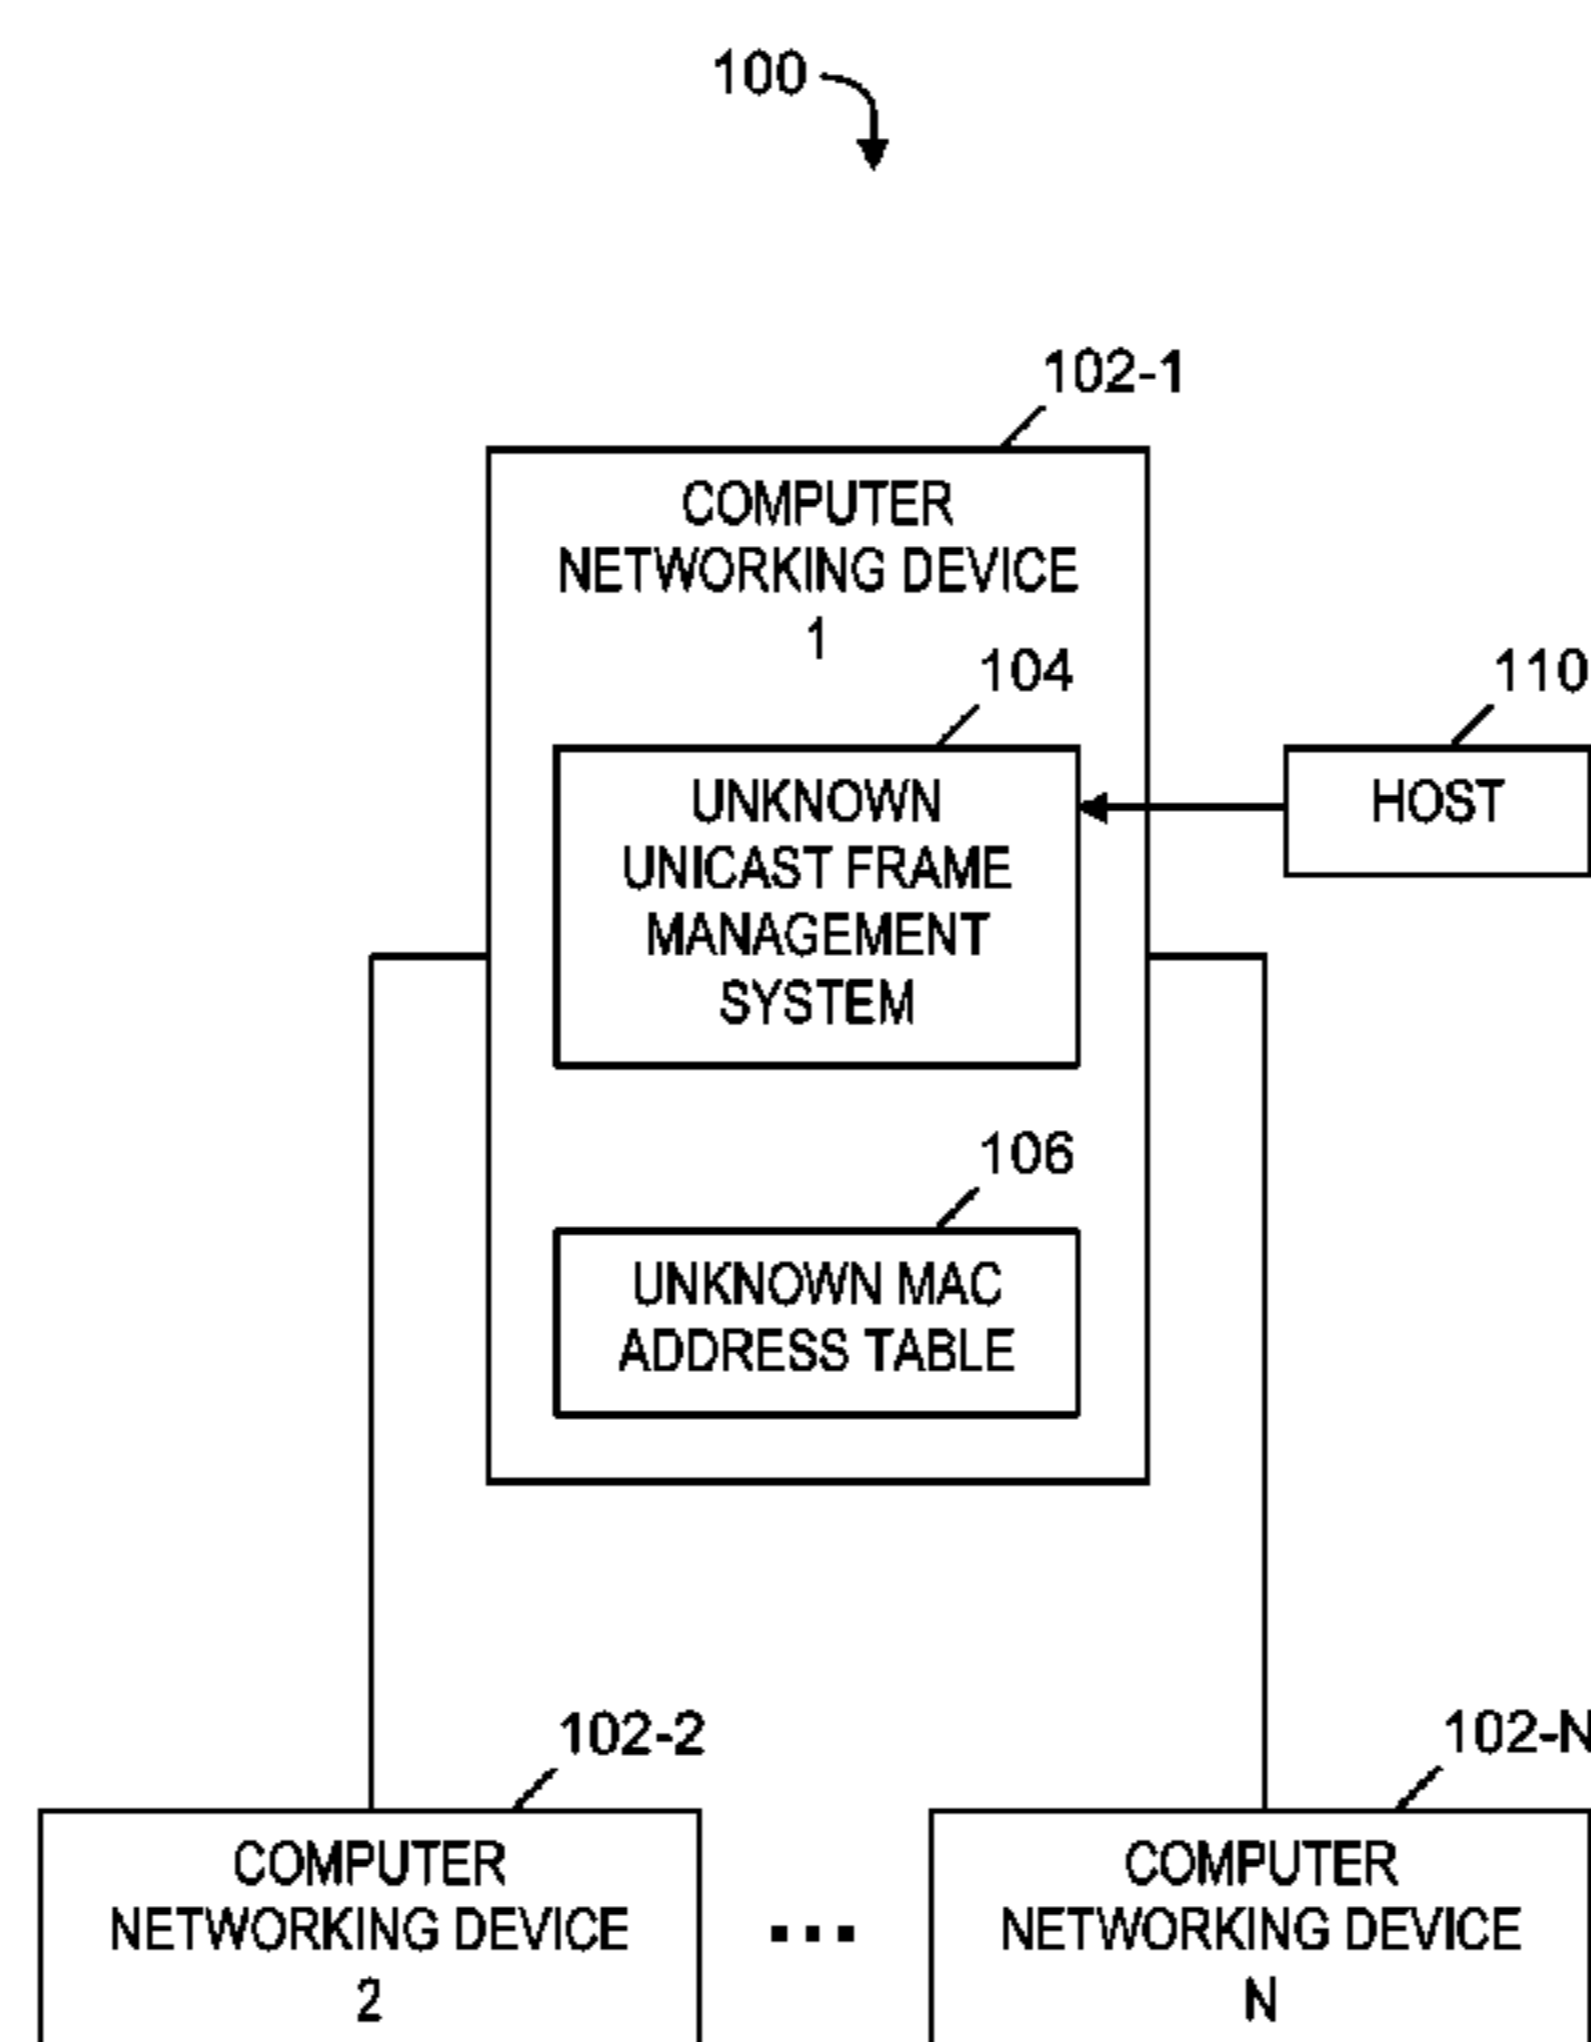 100
102-1
COMPUTER
NETWORKING DEVICE
1
104
110
UNKNOWN
UNICAST FRAME
MANAGEMENT
SYSTEM
HOST
106
UNKNOWN MAC
ADDRESS TABLE
102-2
102-N
COMPUTER
NETWORKING DEVICE
2
...
COMPUTER
NETWORKING DEVICE
N